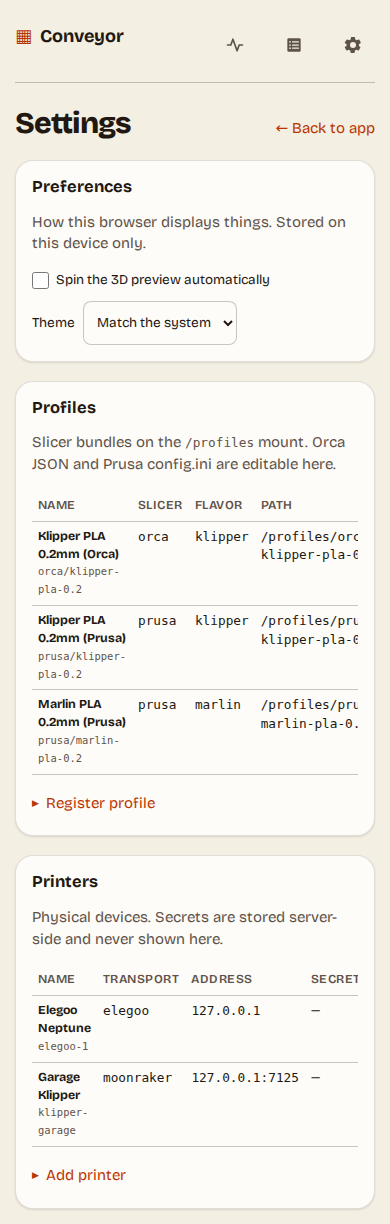 Conveyor
Settings
← Back to app
Preferences
How this browser displays things. Stored on
this device only.
Spin the 3D preview automatically
Theme Match the system
Profiles
Slicer bundles on the /profiles mount. Orca
JSON and Prusa config.ini are editable here.
NAME SLICER FLAVOR PATH
Klipper PLA orca klipper /profiles/orc
0.2mm (Orca) klipper-pla-0
orca/klipper-
pla-0.2
Klipper PLA prusa klipper /profiles/pru
0.2mm (Prusa) klipper-pla-0
prusa/klipper-
pla-0.2
Marlin PLA prusa marlin /profiles/pru
0.2mm (Prusa) marlin-pla-0.
prusa/marlin-
pla-0.2
▸ Register profile
Printers
Physical devices. Secrets are stored server-
side and never shown here.
NAME TRANSPORT ADDRESS SECRET
Elegoo elegoo 127.0.0.1 —
Neptune
elegoo-1
Garage moonraker 127.0.0.1:7125 —
Klipper
klipper-
garage
▸ Add printer